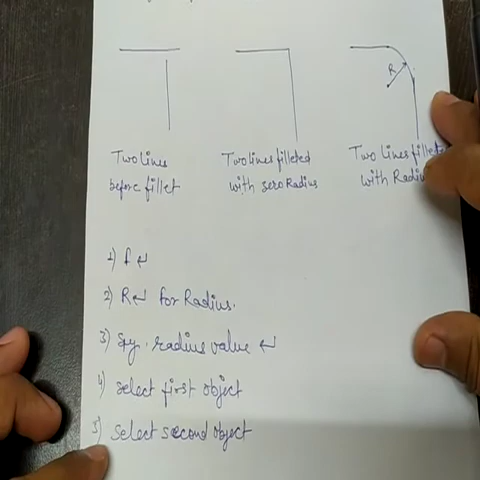 R
Two lines
before fillet
Two lines filleted
with zero Radius
Two lines fillete
with Radiu
1) f ↵
2) R↵ for Radius.
3) Spy. radius value ↵
4) select first object
5) select second object